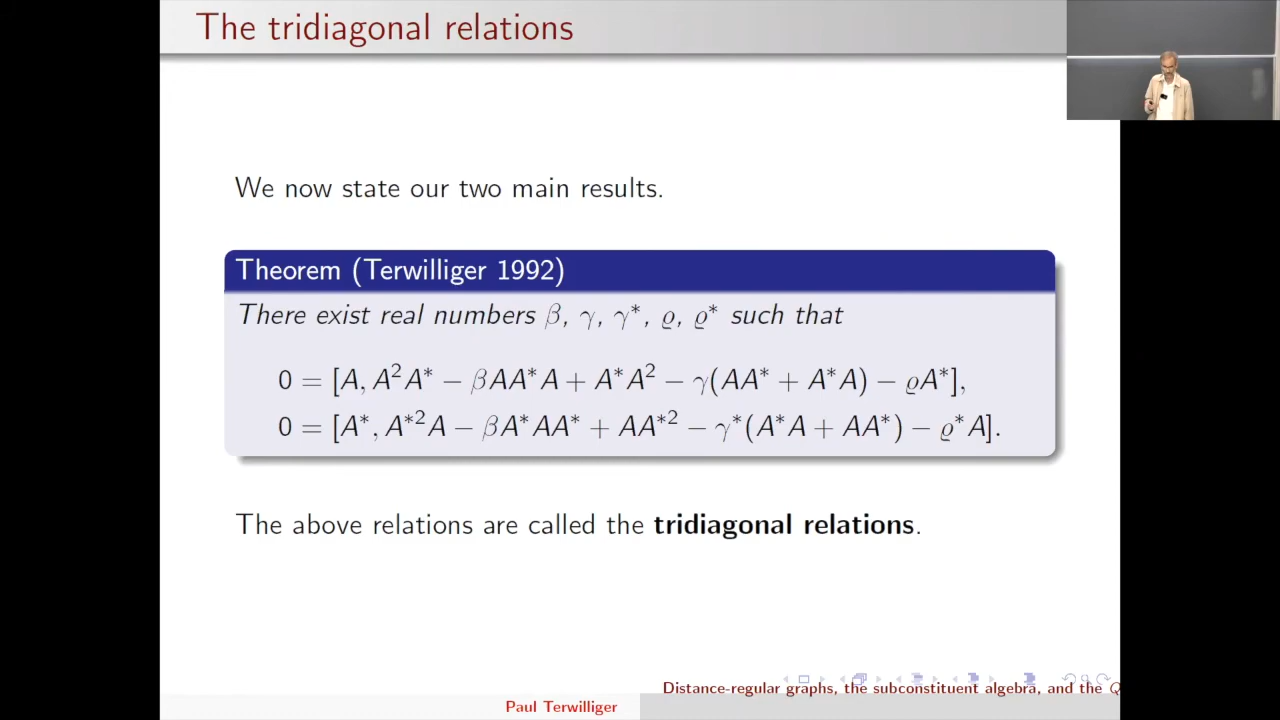 The tridiagonal relations
We now state our two main results.
Theorem (Terwilliger 1992)
There exist real numbers β, γ, γ*, ϱ, ϱ* such that
0 = [A, A²A* − βAA*A + A*A² − γ(AA* + A*A) − ϱA*],
0 = [A*, A*²A − βA*AA* + AA*² − γ*(A*A + AA*) − ϱ*A].
The above relations are called the tridiagonal relations.
Distance-regular graphs, the subconstituent algebra, and the Q
Paul Terwilliger